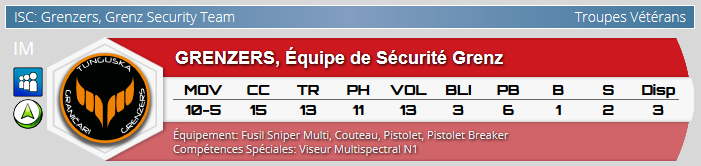 ISC: Grenzers, Grenz Security Team Troupes Vétérans
IM
GRENZERS, Équipe de Sécurité Grenz
TUNGUSKA
GRANIČARI
GRENZERS
MOV CC TR PH VOL BLI PB B S Disp
10-5 15 13 11 13 3 6 1 2 3
Équipement: Fusil Sniper Multi, Couteau, Pistolet, Pistolet Breaker
Compétences Spéciales: Viseur Multispectral N1